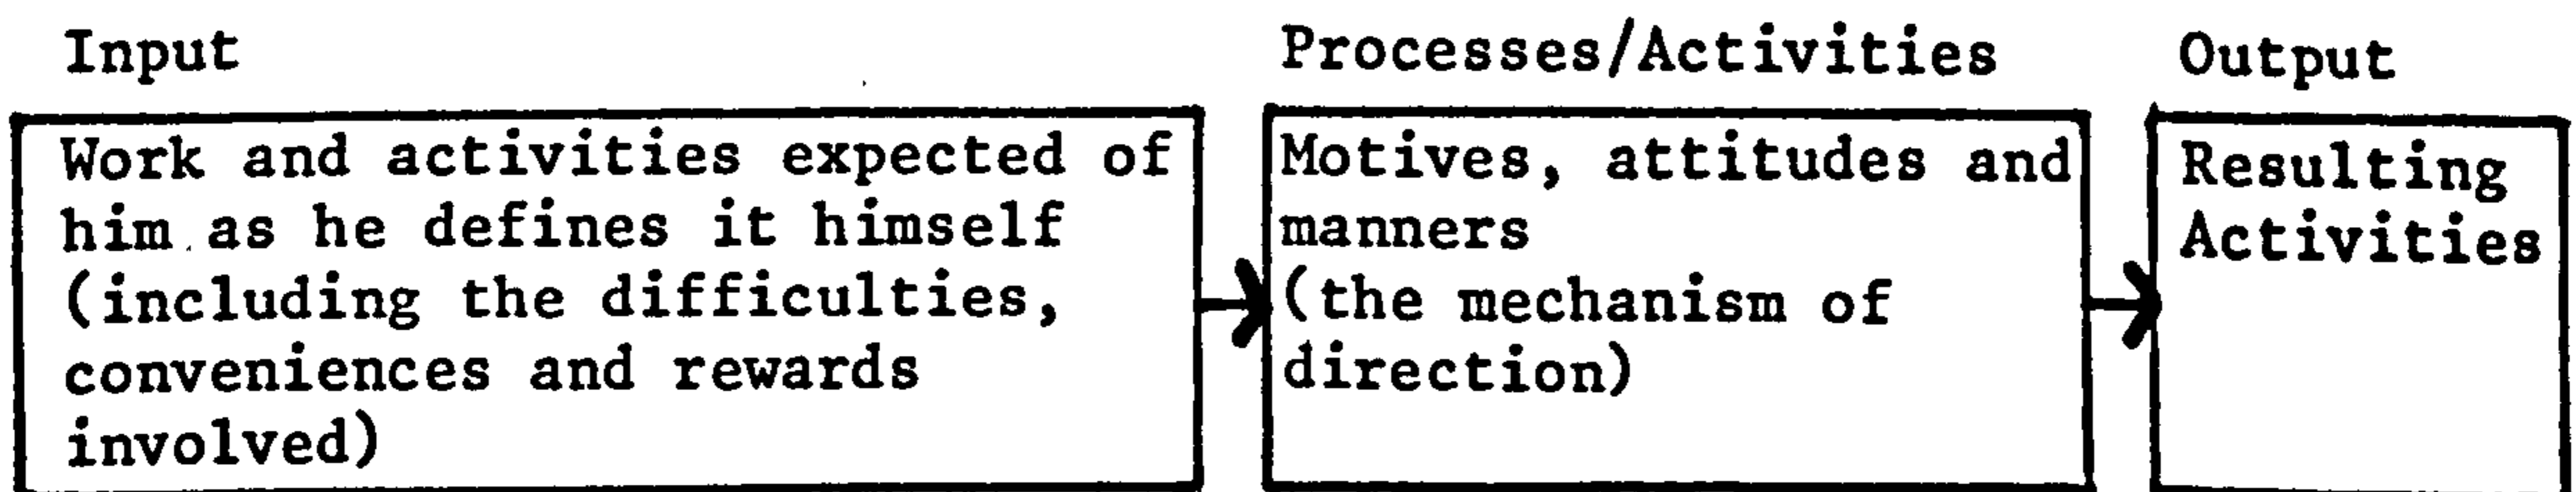 Input
Work and activities expected of
him as he defines it himself
(including the difficulties,
conveniences and rewards
involved)
Processes/Activities
Motives, attitudes and
manners
(the mechanism of
direction)
Output
Resulting
Activities